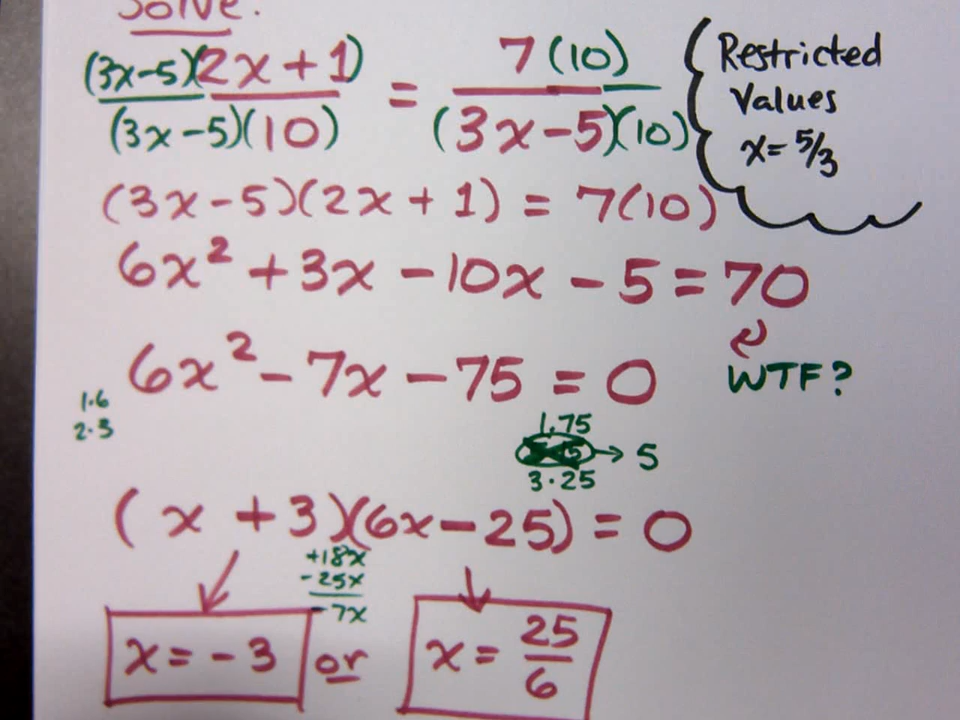 Solve:
(3x-5)(2x+1) = 7(10)
(3x-5)(10) (3x-5)(10)
Restricted
Values
x=5/3
(3x-5)(2x+1) = 7(10)
6x²+3x-10x-5=70
6x²-7x-75=0
WTF?
1.6
2.3
1.75
→ 5
3.25
(x+3)(6x-25)=0
+18x
-25x
-7x
x=-3 or x=25/6